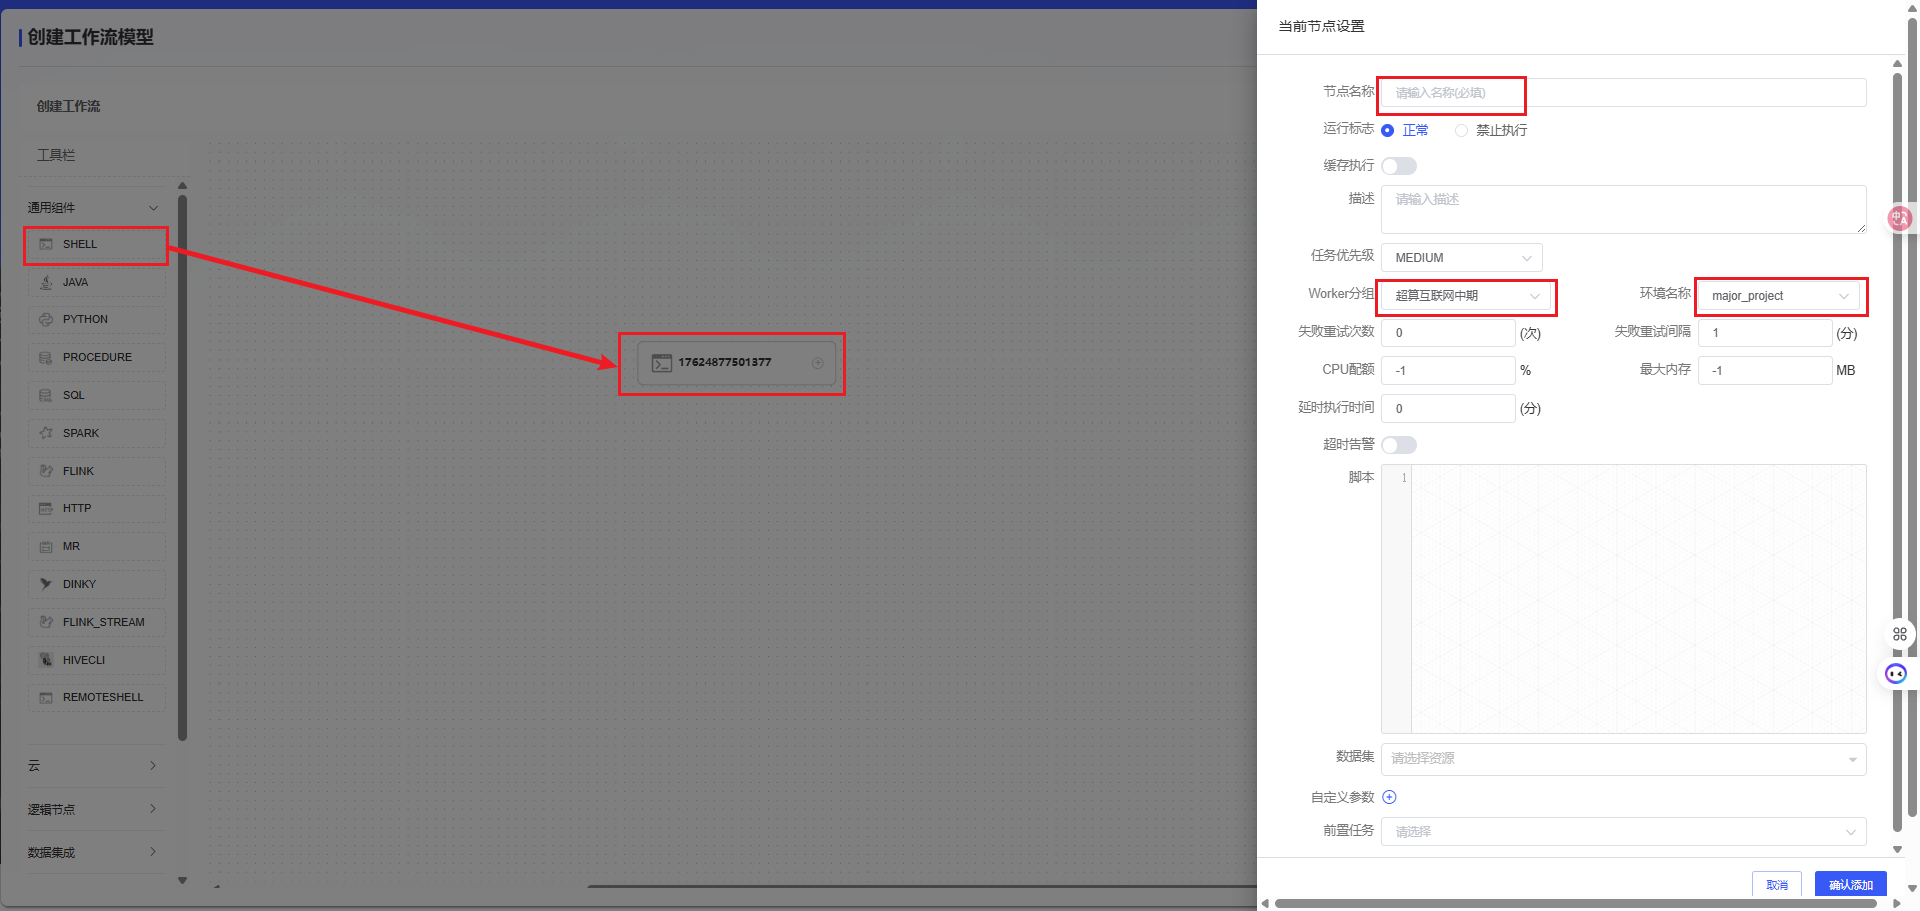 创建工作流模型
创建工作流
工具栏
通用组件
SHELL
JAVA
PYTHON
PROCEDURE
SQL
SPARK
FLINK
HTTP
MR
DINKY
FLINK_STREAM
HIVECLI
REMOTESHELL
云
逻辑节点
数据集成
17624877501377
当前节点设置
节点名称 请输入名称(必填)
运行标志 正常 禁止执行
缓存执行
描述 请输入描述
任务优先级 MEDIUM
Worker分组 超算互联网中期 环境名称 major_project
失败重试次数 0 (次) 失败重试间隔 1 (分)
CPU配额 -1 % 最大内存 -1 MB
延时执行时间 0 (分)
超时告警
脚本 1
数据集 请选择资源
自定义参数
前置任务 请选择
取消 确认添加